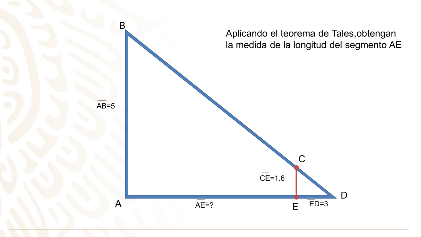 B
Aplicando el teorema de Tales,obtengan
la medida de la longitud del segmento AE
AB=5
C
CE=1.6
A
AE=?
E
ED=3
D